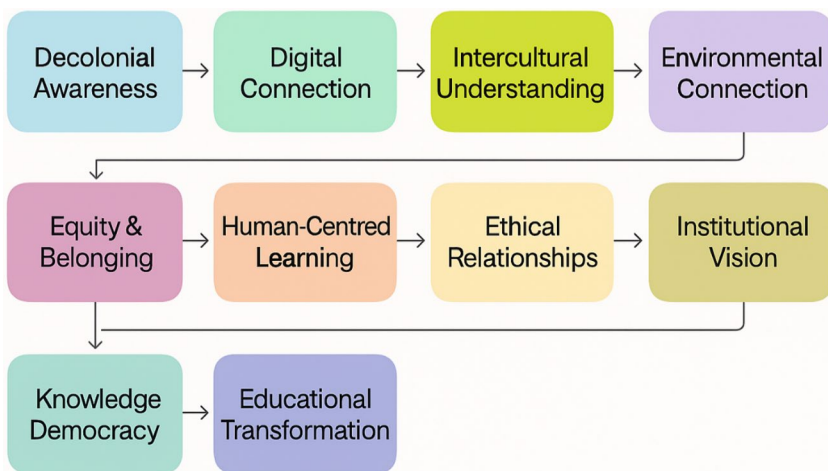 Decolonial
Awareness
Digital
Connection
Intercultural
Understanding
Environmental
Connection
Equity &
Belonging
Human-Centred
Learning
Ethical
Relationships
Institutional
Vision
Knowledge
Democracy
Educational
Transformation